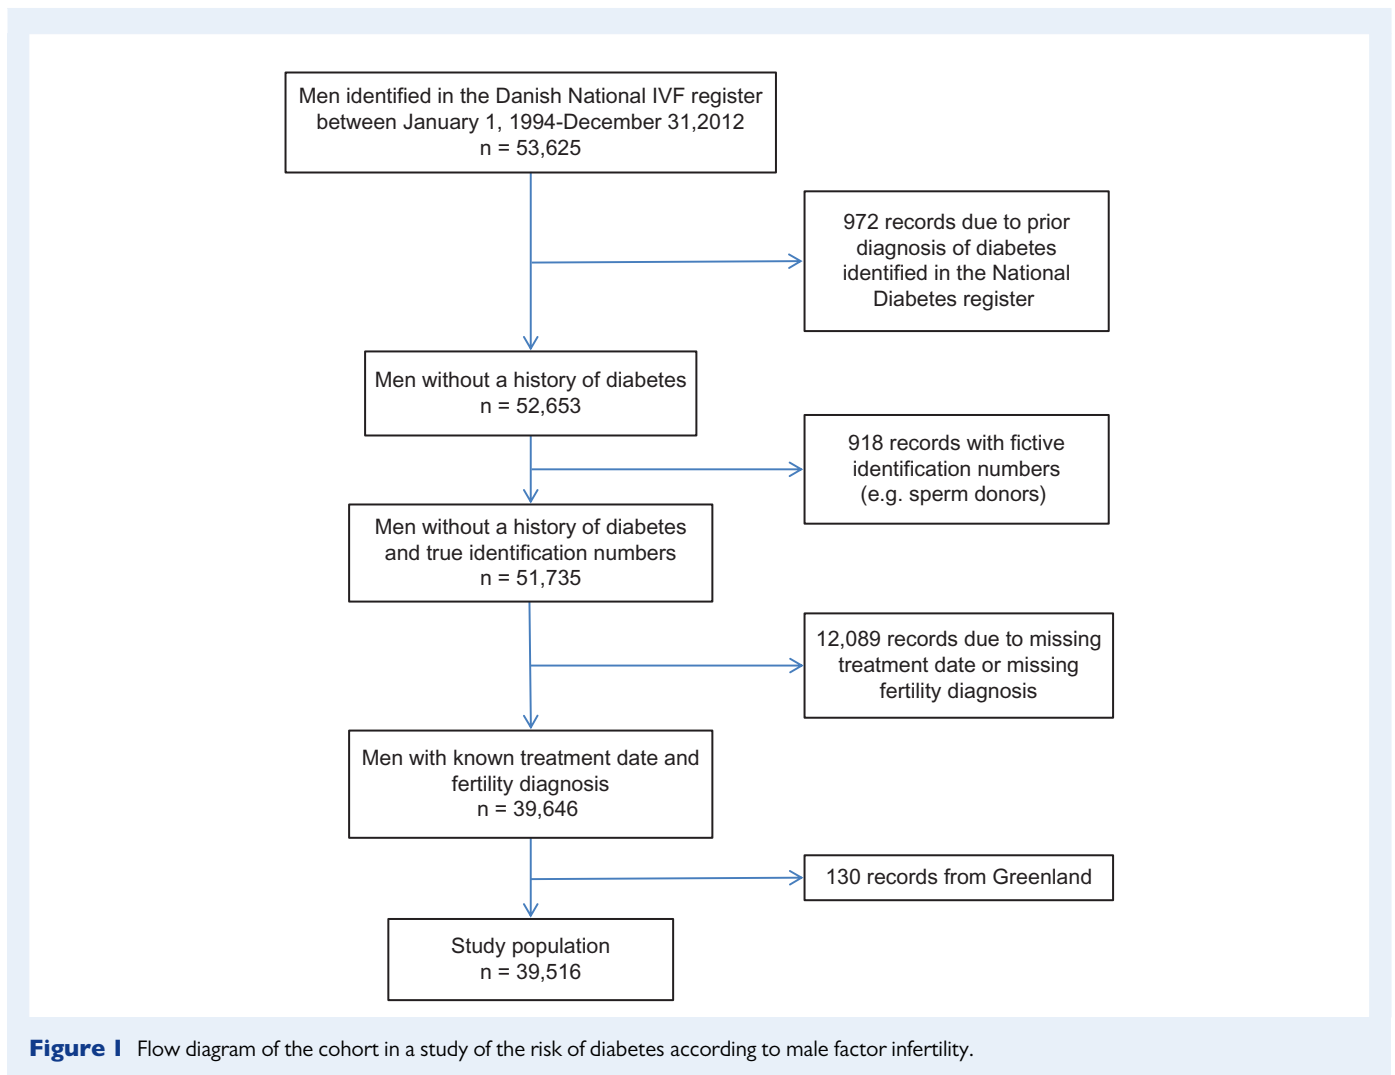 Men identified in the Danish National IVF register
between January 1, 1994-December 31,2012
n = 53,625
972 records due to prior
diagnosis of diabetes
identified in the National
Diabetes register
Men without a history of diabetes
n = 52,653
918 records with fictive
identification numbers
(e.g. sperm donors)
Men without a history of diabetes
and true identification numbers
n = 51,735
12,089 records due to missing
treatment date or missing
fertility diagnosis
Men with known treatment date and
fertility diagnosis
n = 39,646
130 records from Greenland
Study population
n = 39,516
Figure 1 Flow diagram of the cohort in a study of the risk of diabetes according to male factor infertility.